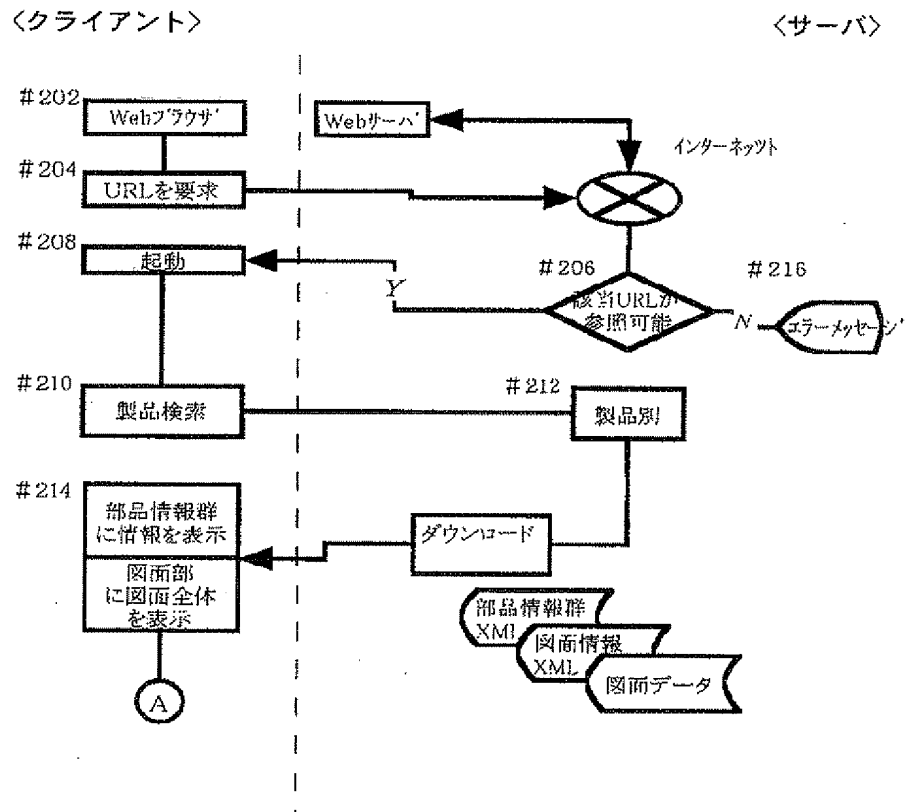 〈クライアント〉
〈サーバ〉
#202
Webブラウザ
Webサーバ
インターネッツト
#204
URLを要求
#208
起動
Y
#206
該当URLが
参照可能
#216
N
エラーメッセージ
#210
製品検索
#212
製品別
#214
部品情報群
に情報を表示
図面部
に図面全体
を表示
ダウンロード
部品情報群
XML
図面情報
XML
図面データ
A